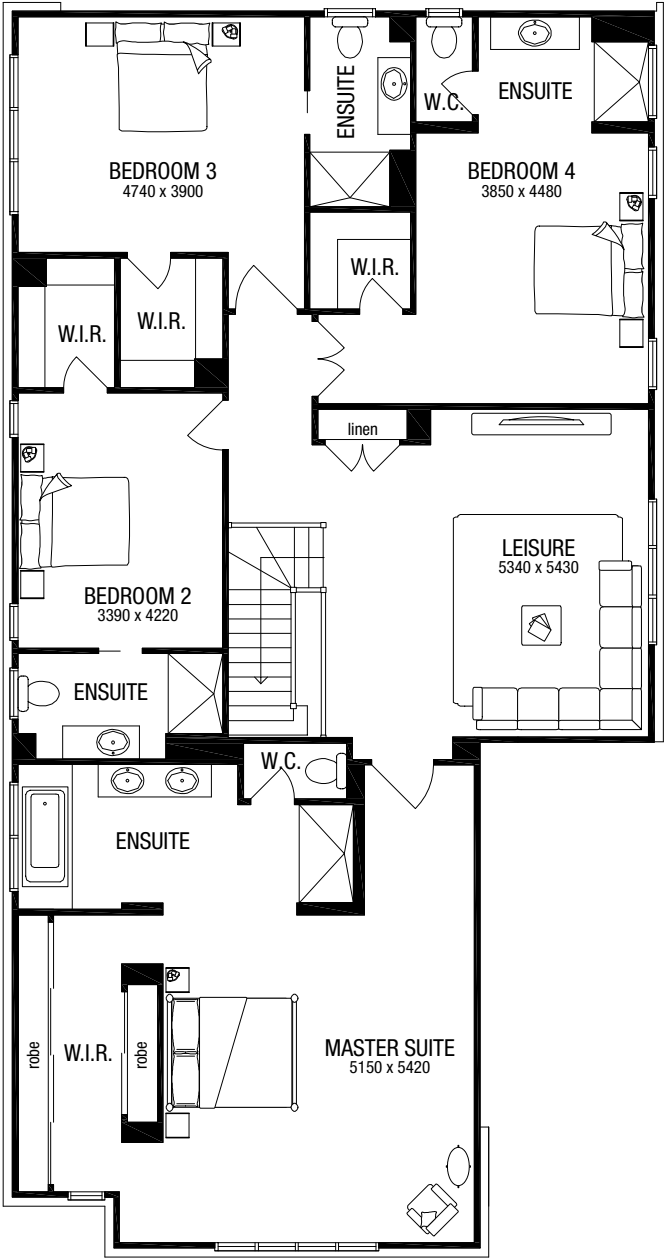 ENSUITE
W.C.
ENSUITE
BEDROOM 3
4740 x 3900
BEDROOM 4
3850 x 4480
W.I.R.
W.I.R.
W.I.R.
linen
LEISURE
5340 x 5430
BEDROOM 2
3390 x 4220
ENSUITE
W.C.
ENSUITE
robe
W.I.R.
robe
MASTER SUITE
5150 x 5420